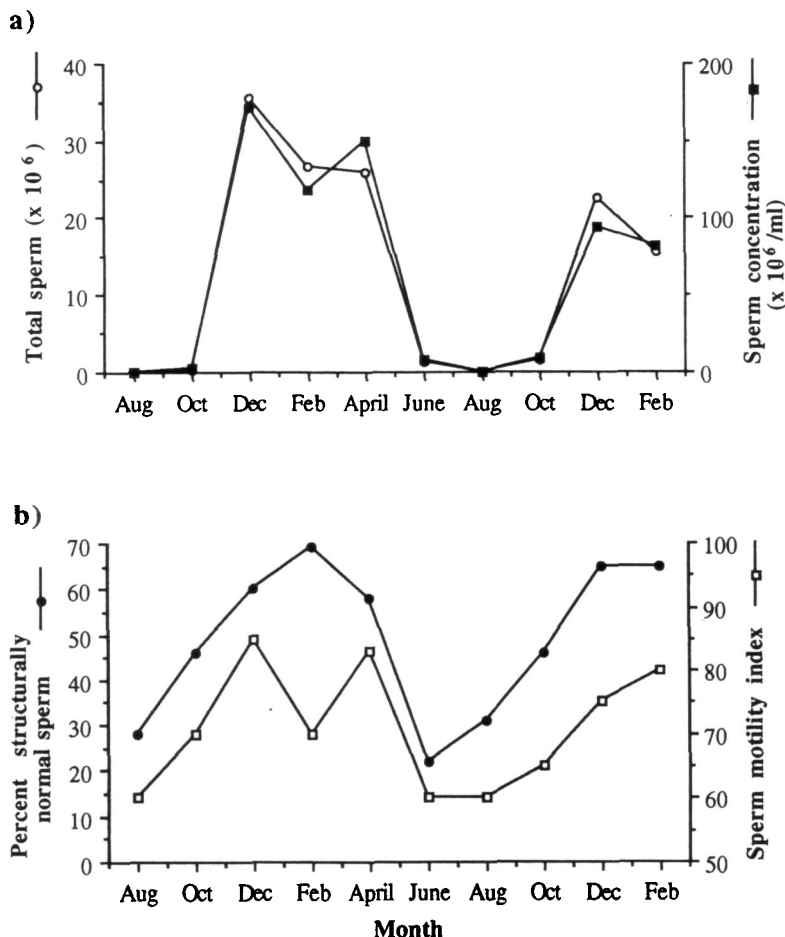 a)
Total sperm (x 10⁶)
40
30
20
10
0
200
100
0
Sperm concentration
(x 10⁶/ml)
Aug Oct Dec Feb April June Aug Oct Dec Feb
b)
Percent structurally
normal sperm
70
60
50
40
30
20
10
0
100
90
80
70
60
50
Sperm motility index
Aug Oct Dec Feb April June Aug Oct Dec Feb
Month